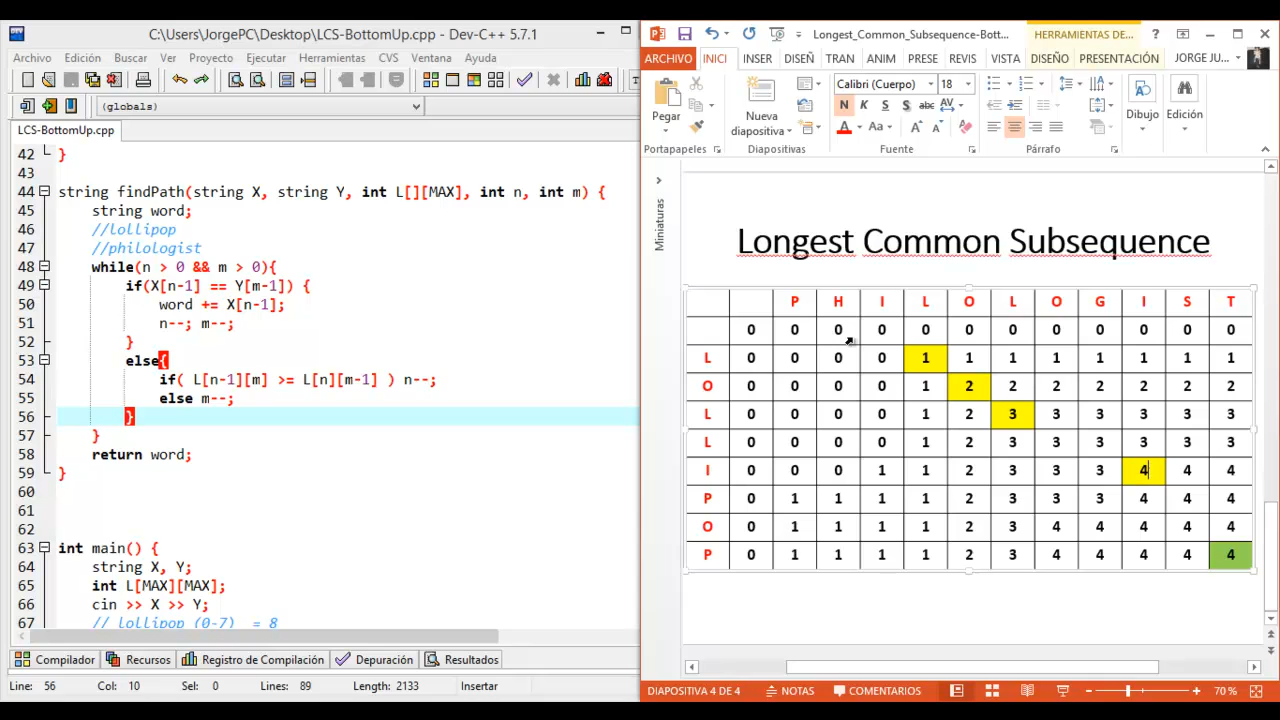 C:\Users\JorgePC\Desktop\LCS-BottomUp.cpp - Dev-C++ 5.7.1
Archivo Edición Buscar Ver Proyecto Ejecutar Herramientas CVS Ventana Ayuda
(globals)
LCS-BottomUp.cpp
42 }
43
44 string findPath(string X, string Y, int L[][MAX], int n, int m) {
45 string word;
46 //lollipop
47 //philologist
48 while(n > 0 && m > 0){
49 if(X[n-1] == Y[m-1]) {
50 word += X[n-1];
51 n--; m--;
52 }
53 else{
54 if( L[n-1][m] >= L[n][m-1] ) n--;
55 else m--;
56 }
57 }
58 return word;
59 }
60
61
62
63 int main() {
64 string X, Y;
65 int L[MAX][MAX];
66 cin >> X >> Y;
67 // lollipop (0-7) = 8
Compilador Recursos Registro de Compilación Depuración Resultados
Line: 56 Col: 10 Sel: 0 Lines: 89 Length: 2133 Insertar
Longest_Common_Subsequence-Bott... HERRAMIENTAS DE... ?
ARCHIVO INICI INSER DISEÑ TRAN ANIM PRESE REVIS VISTA DISEÑO PRESENTACIÓN JORGE JU...
Pegar
Nueva
diapositiva
Calibri (Cuerpo) 18
N K S S abc AV
A Aa A A
Dibujo Edición
Portapapeles Diapositivas Fuente Párrafo
Miniaturas
Longest Common Subsequence
P H I L O L O G I S T
0 0 0 0 0 0 0 0 0 0 0 0
L 0 0 0 0 1 1 1 1 1 1 1 1
O 0 0 0 0 1 2 2 2 2 2 2 2
L 0 0 0 0 1 2 3 3 3 3 3 3
L 0 0 0 0 1 2 3 3 3 3 3 3
I 0 0 0 1 1 2 3 3 3 4 4 4
P 0 1 1 1 1 2 3 3 3 4 4 4
O 0 1 1 1 1 2 3 4 4 4 4 4
P 0 1 1 1 1 2 3 4 4 4 4 4
DIAPOSITIVA 4 DE 4 NOTAS COMENTARIOS 70 %